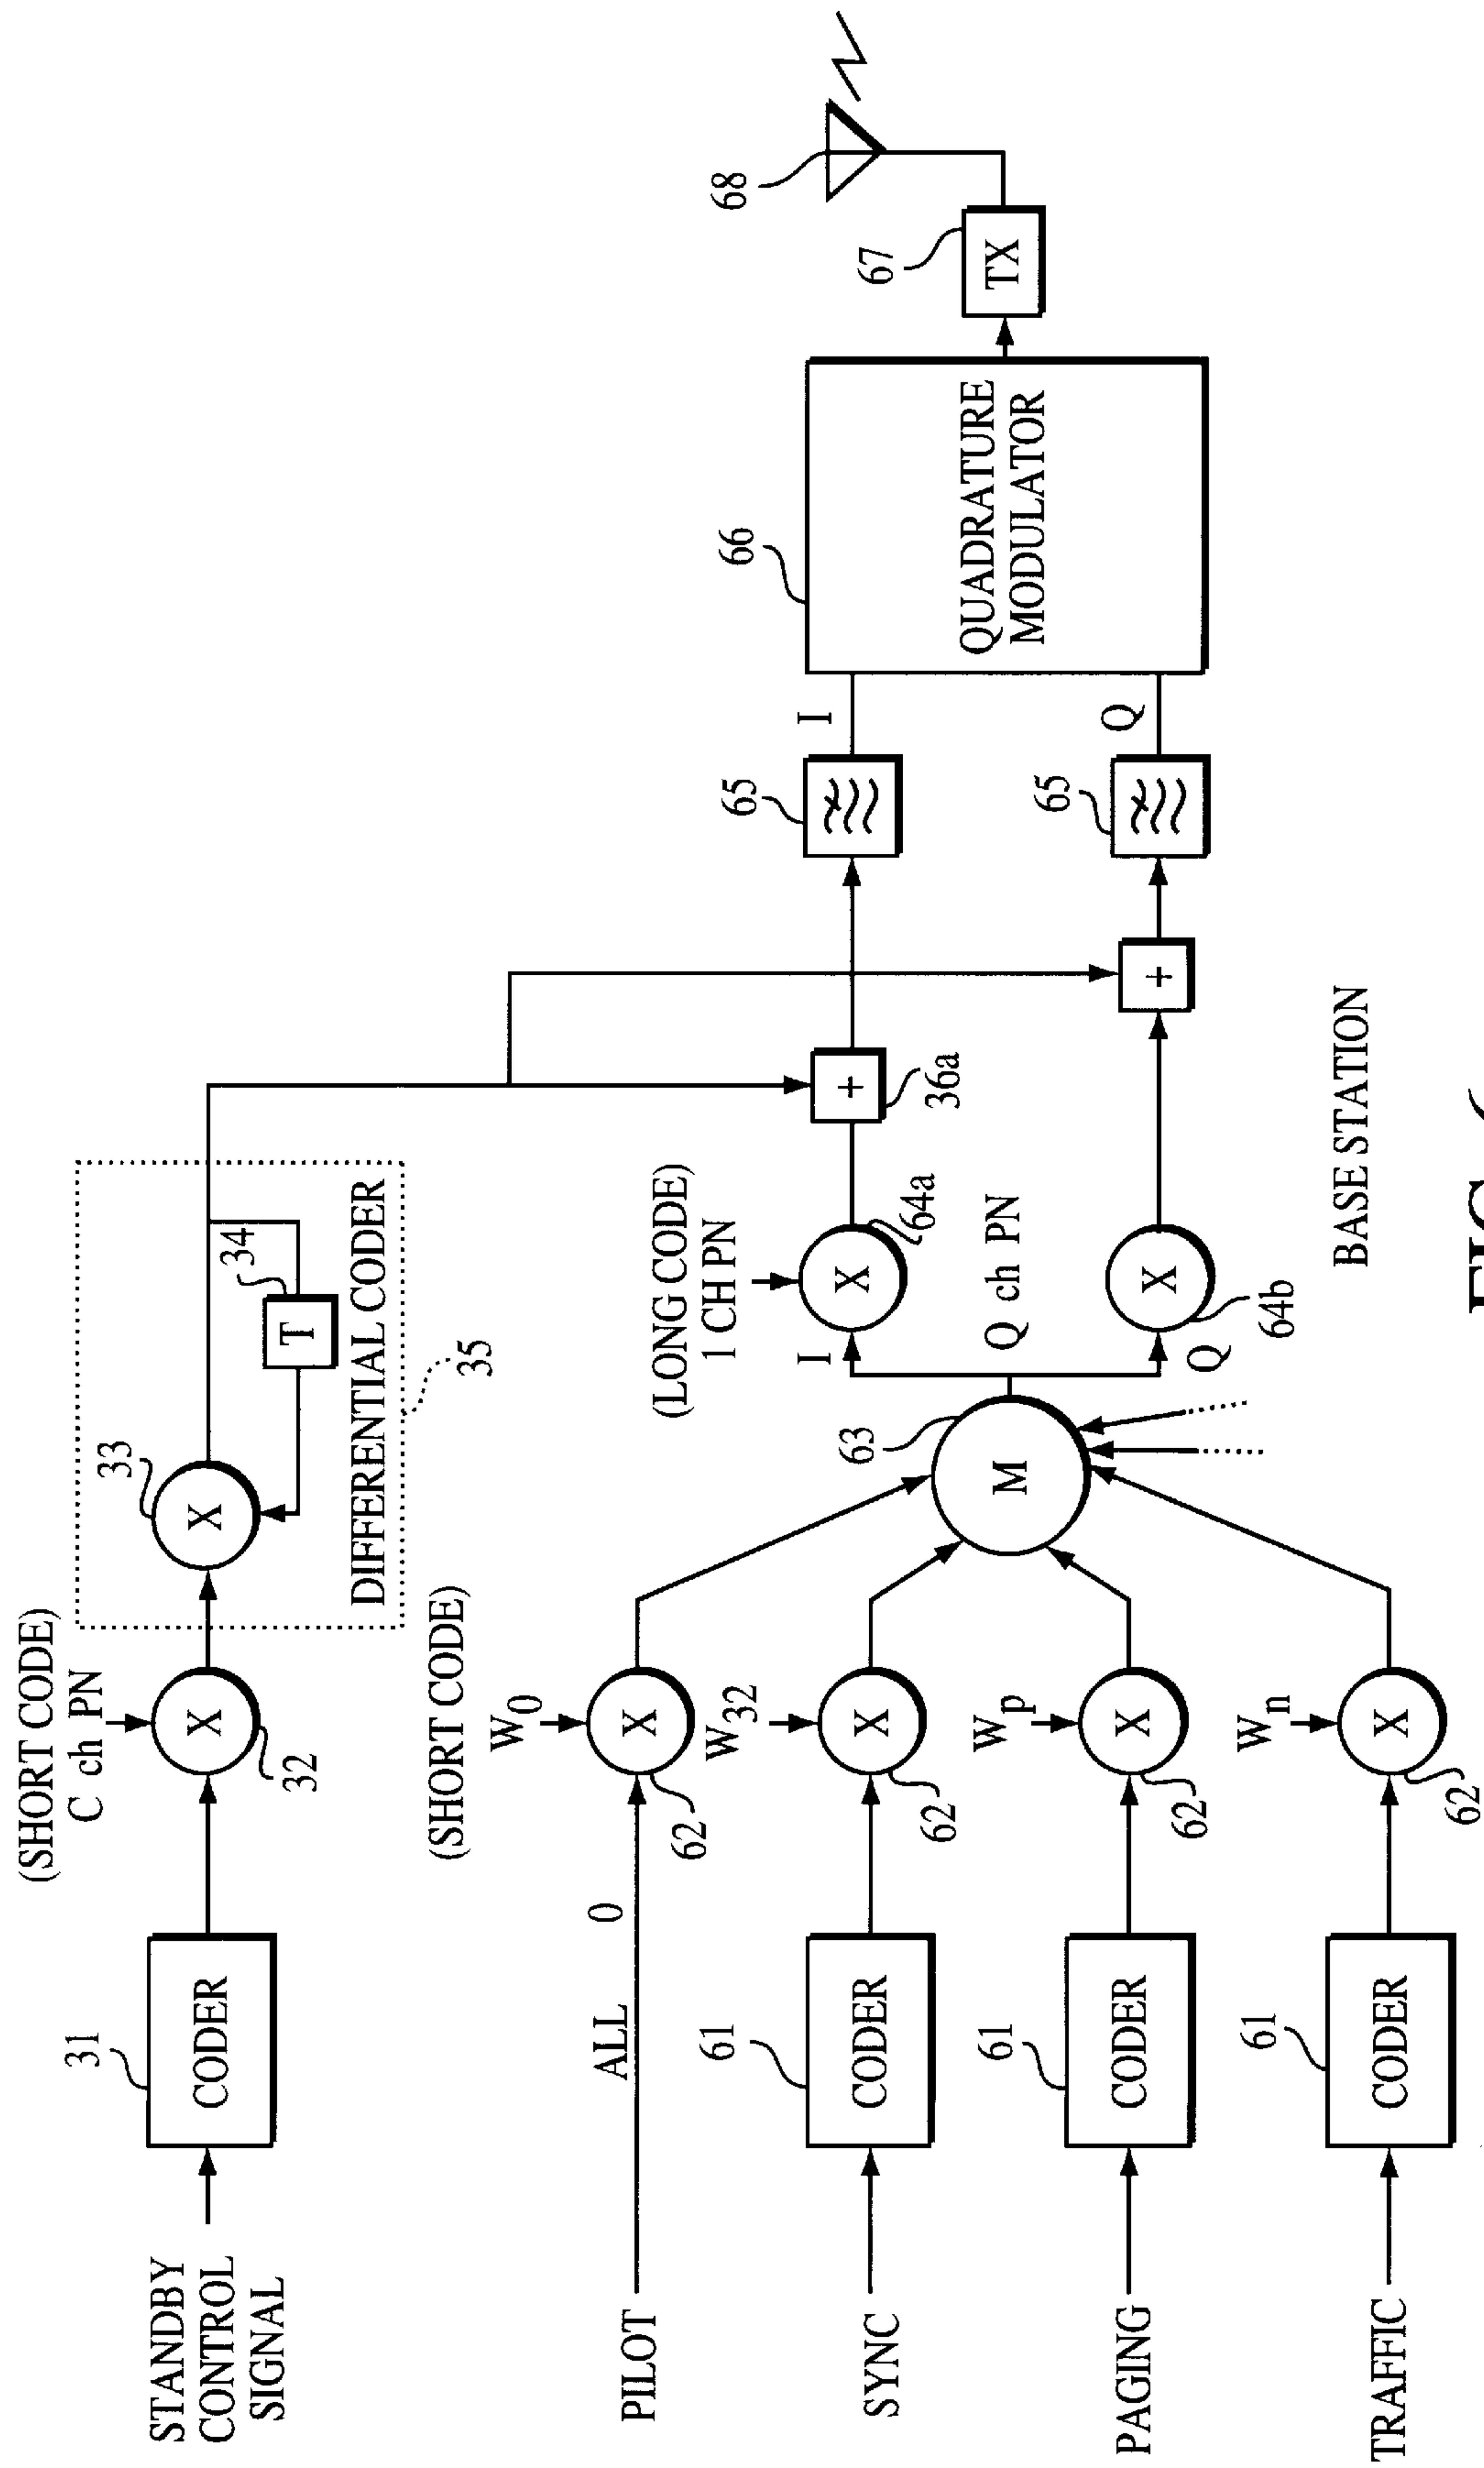 STANDBY
CONTROL
SIGNAL
31
CODER
(SHORT CODE)
C ch PN
X
32
33
X
T
34
DIFFERENTIAL CODER
35
(SHORT CODE)
PILOT
ALL 0
W0
X
62
SYNC
61
CODER
W32
X
62
PAGING
61
CODER
Wp
X
62
TRAFFIC
61
CODER
Wn
X
62
63
M
(LONG CODE)
1 CH PN
I
X
64a
Q ch PN
Q
X
64b
+
36a
+
65
I
65
Q
66
QUADRATURE
MODULATOR
67
TX
68
BASE STATION